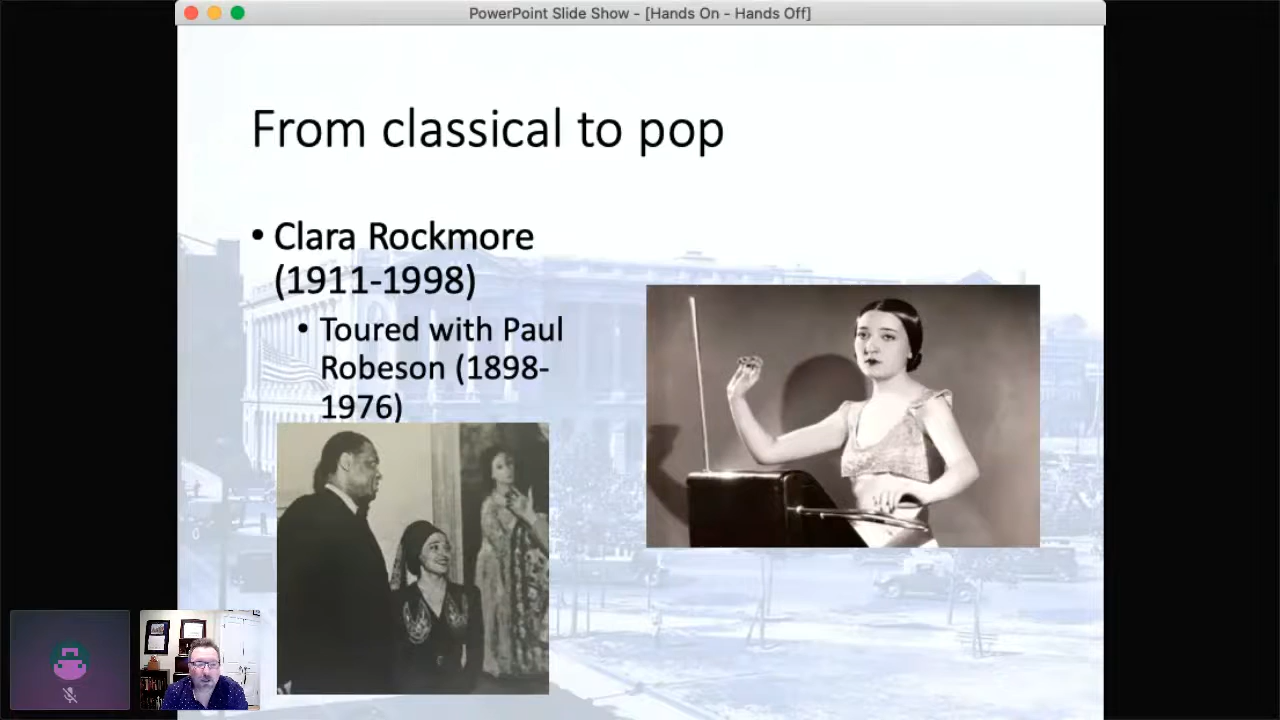 PowerPoint Slide Show - [Hands On - Hands Off]
From classical to pop
• Clara Rockmore
(1911-1998)
• Toured with Paul
Robeson (1898-
1976)